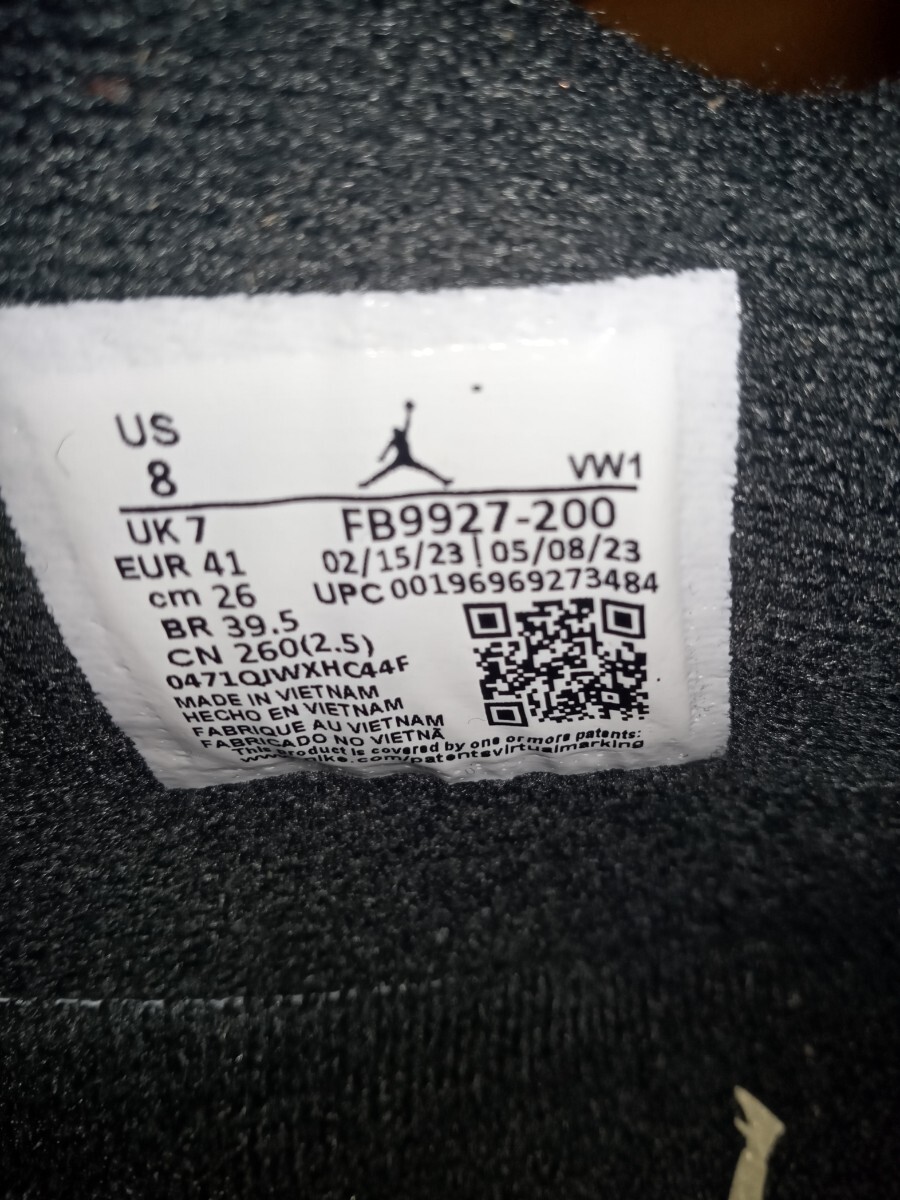 US
8
VW1
UK 7
FB9927-200
EUR 41
02/15/23 | 05/08/23
cm 26
UPC 00196969273484
BR 39.5
CN 260(2.5)
0471QJWXHC44F
MADE IN VIETNAM
HECHO EN VIETNAM
FABRIQUE AU VIETNAM
FABRICADO NO VIETNÃ
This product is covered by one or more patents:
www.nike.com/patentsvirtualmarking